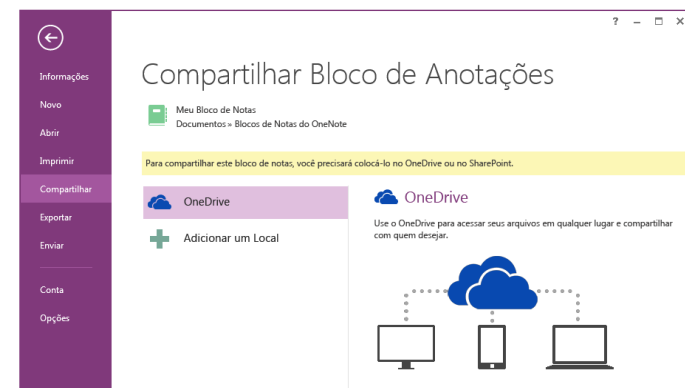 ?
Informações
Novo
Abrir
Imprimir
Compartilhar
Exportar
Enviar
Conta
Opções
Compartilhar Bloco de Anotações
Meu Bloco de Notas
Documentos » Blocos de Notas do OneNote
Para compartilhar este bloco de notas, você precisará colocá-lo no OneDrive ou no SharePoint.
OneDrive
Adicionar um Local
OneDrive
Use o OneDrive para acessar seus arquivos em qualquer lugar e compartilhar
com quem desejar.